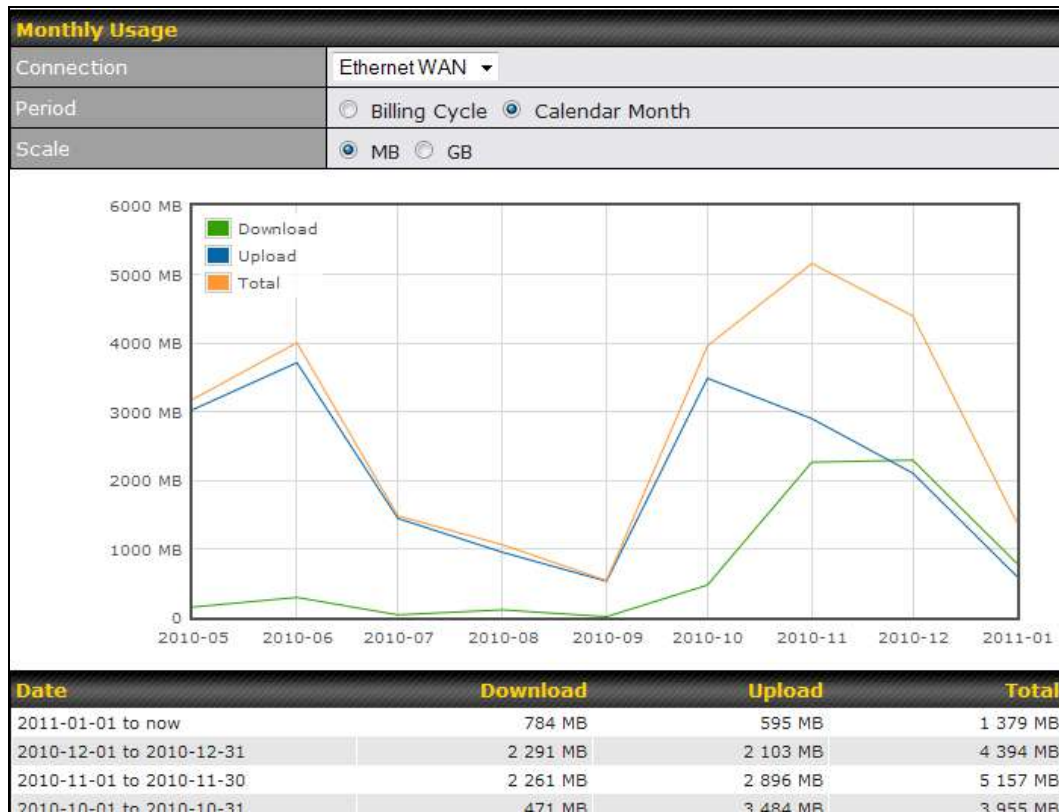 Monthly Usage
Connection Ethernet WAN
Period Billing Cycle Calendar Month
Scale MB GB
6000 MB
Download
Upload
5000 MB
Total
4000 MB
3000 MB
2000 MB
1000 MB
0
2010-05 2010-06 2010-07 2010-08 2010-09 2010-10 2010-11 2010-12 2011-01
Date Download Upload Total
2011-01-01 to now 784 MB 595 MB 1 379 MB
2010-12-01 to 2010-12-31 2 291 MB 2 103 MB 4 394 MB
2010-11-01 to 2010-11-30 2 261 MB 2 896 MB 5 157 MB
2010-10-01 to 2010-10-31 471 MB 3 484 MB 3 955 MB